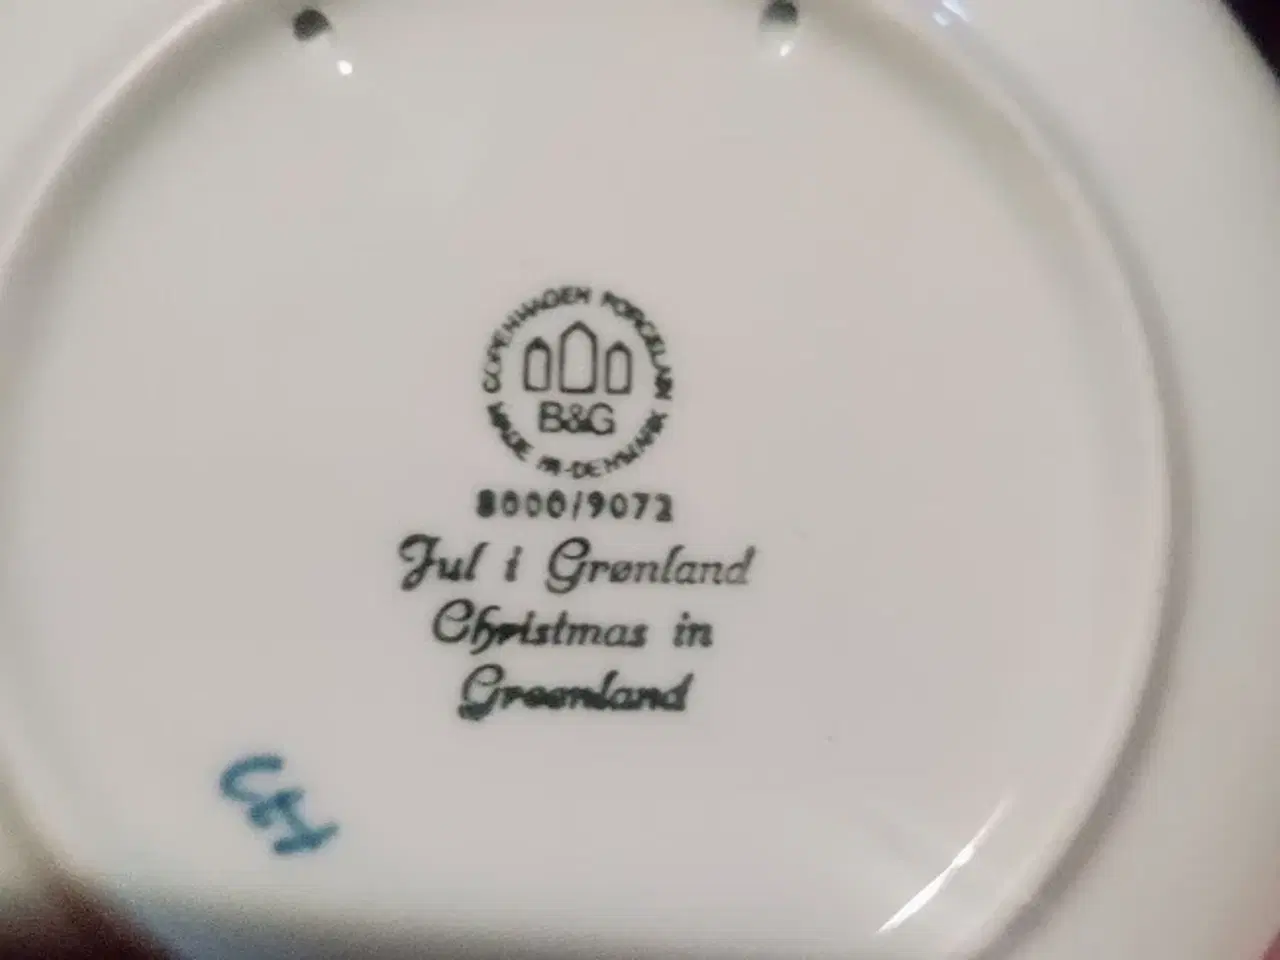 COPENHAGEN PORCELAIN
B&G
MADE IN DENMARK
8000/9072
Jul i Grønland
Christmas in
Greenland